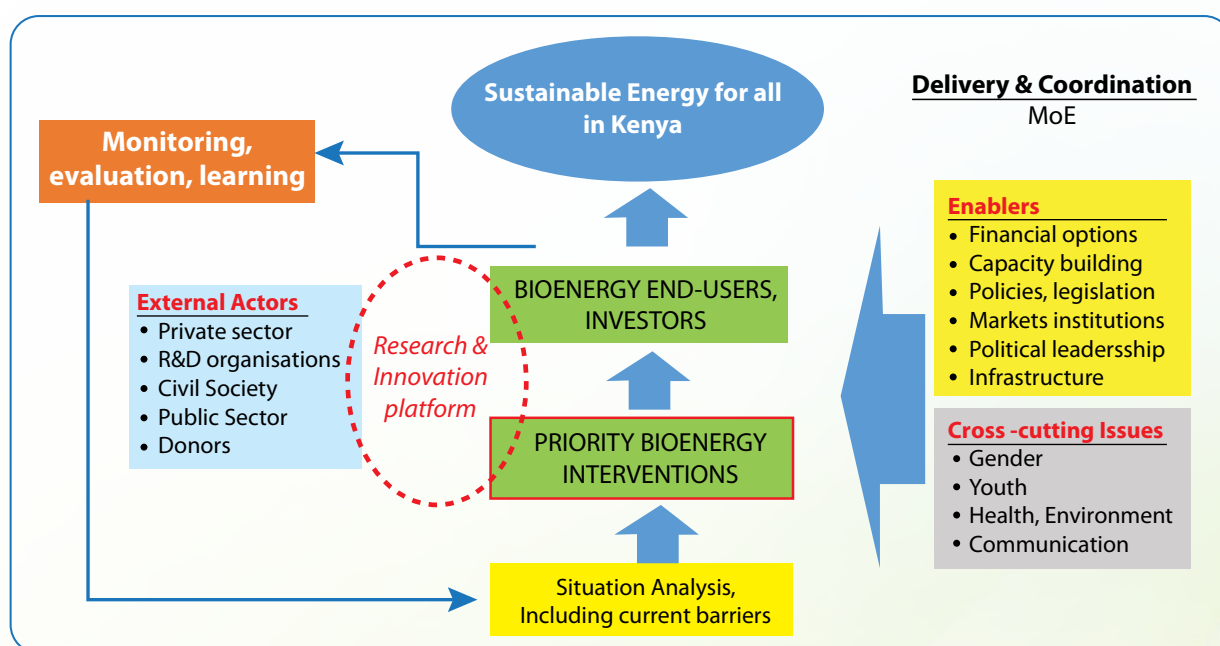 Sustainable Energy for all
in Kenya
Delivery & Coordination
MoE
Monitoring,
evaluation, learning
Enablers
• Financial options
• Capacity building
• Policies, legislation
• Markets institutions
• Political leadersship
• Infrastructure
External Actors
• Private sector
• R&D organisations
• Civil Society
• Public Sector
• Donors
Research &
Innovation
platform
BIOENERGY END-USERS,
INVESTORS
PRIORITY BIOENERGY
INTERVENTIONS
Cross -cutting Issues
• Gender
• Youth
• Health, Environment
• Communication
Situation Analysis,
Including current barriers